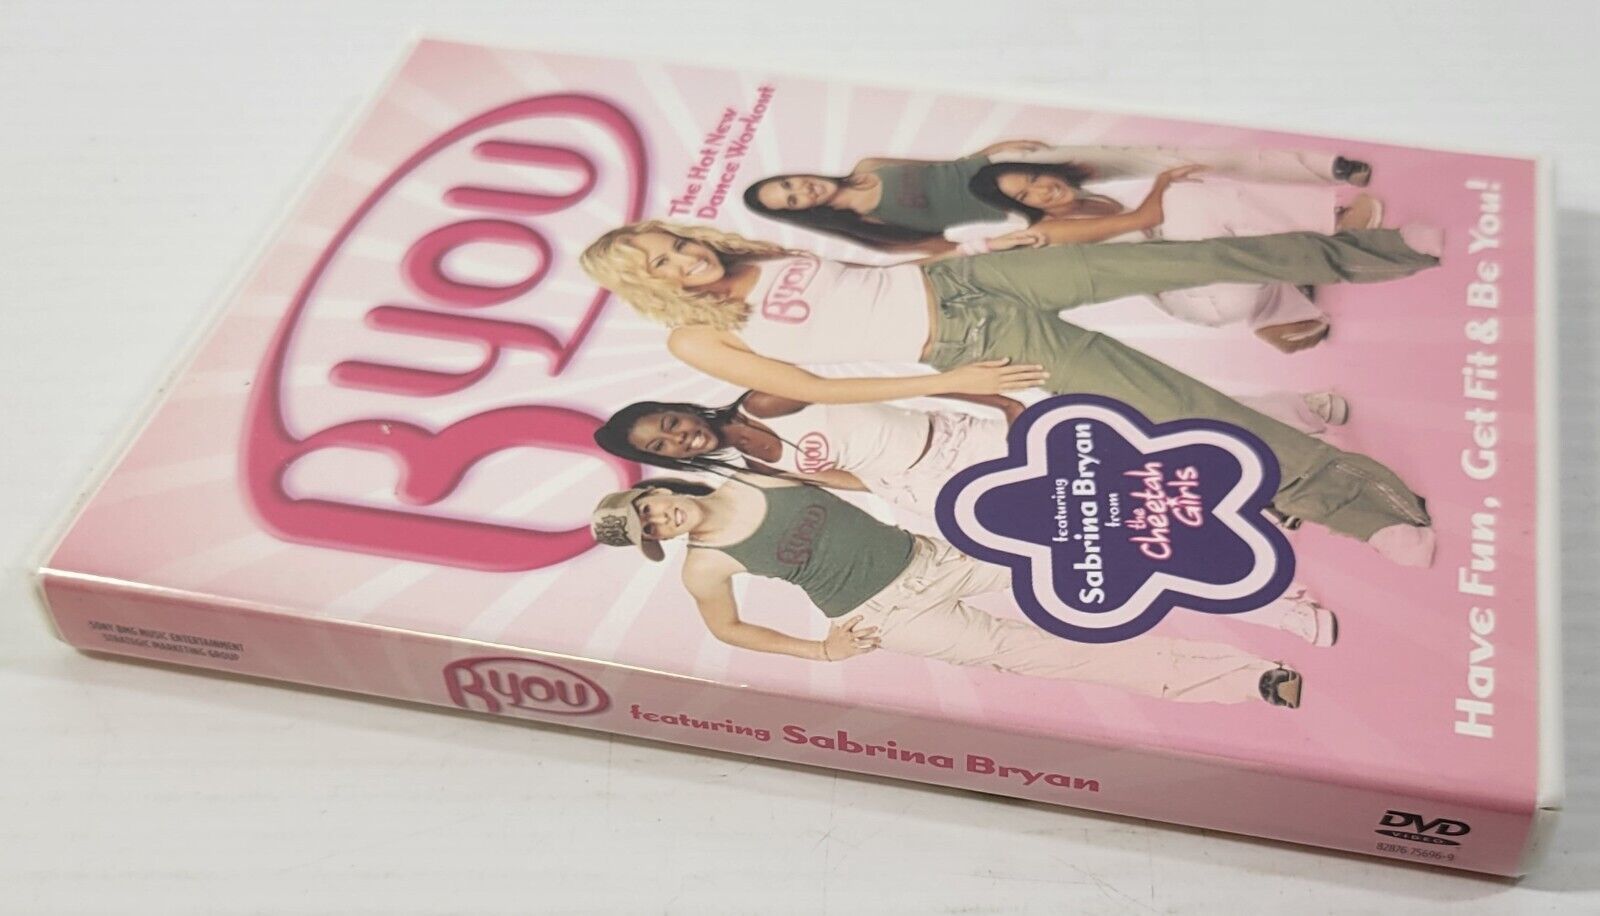 Byou
The Hot New
Dance Workout
Byou
Byou
Byou
featuring
Sabrina Bryan
from
the
Cheetah
Girls
Have Fun, Get Fit & Be You!
SONY BMG MUSIC ENTERTAINMENT
STRATEGIC MARKETING GROUP
Byou featuring Sabrina Bryan
DVD
VIDEO
82876 75696-9